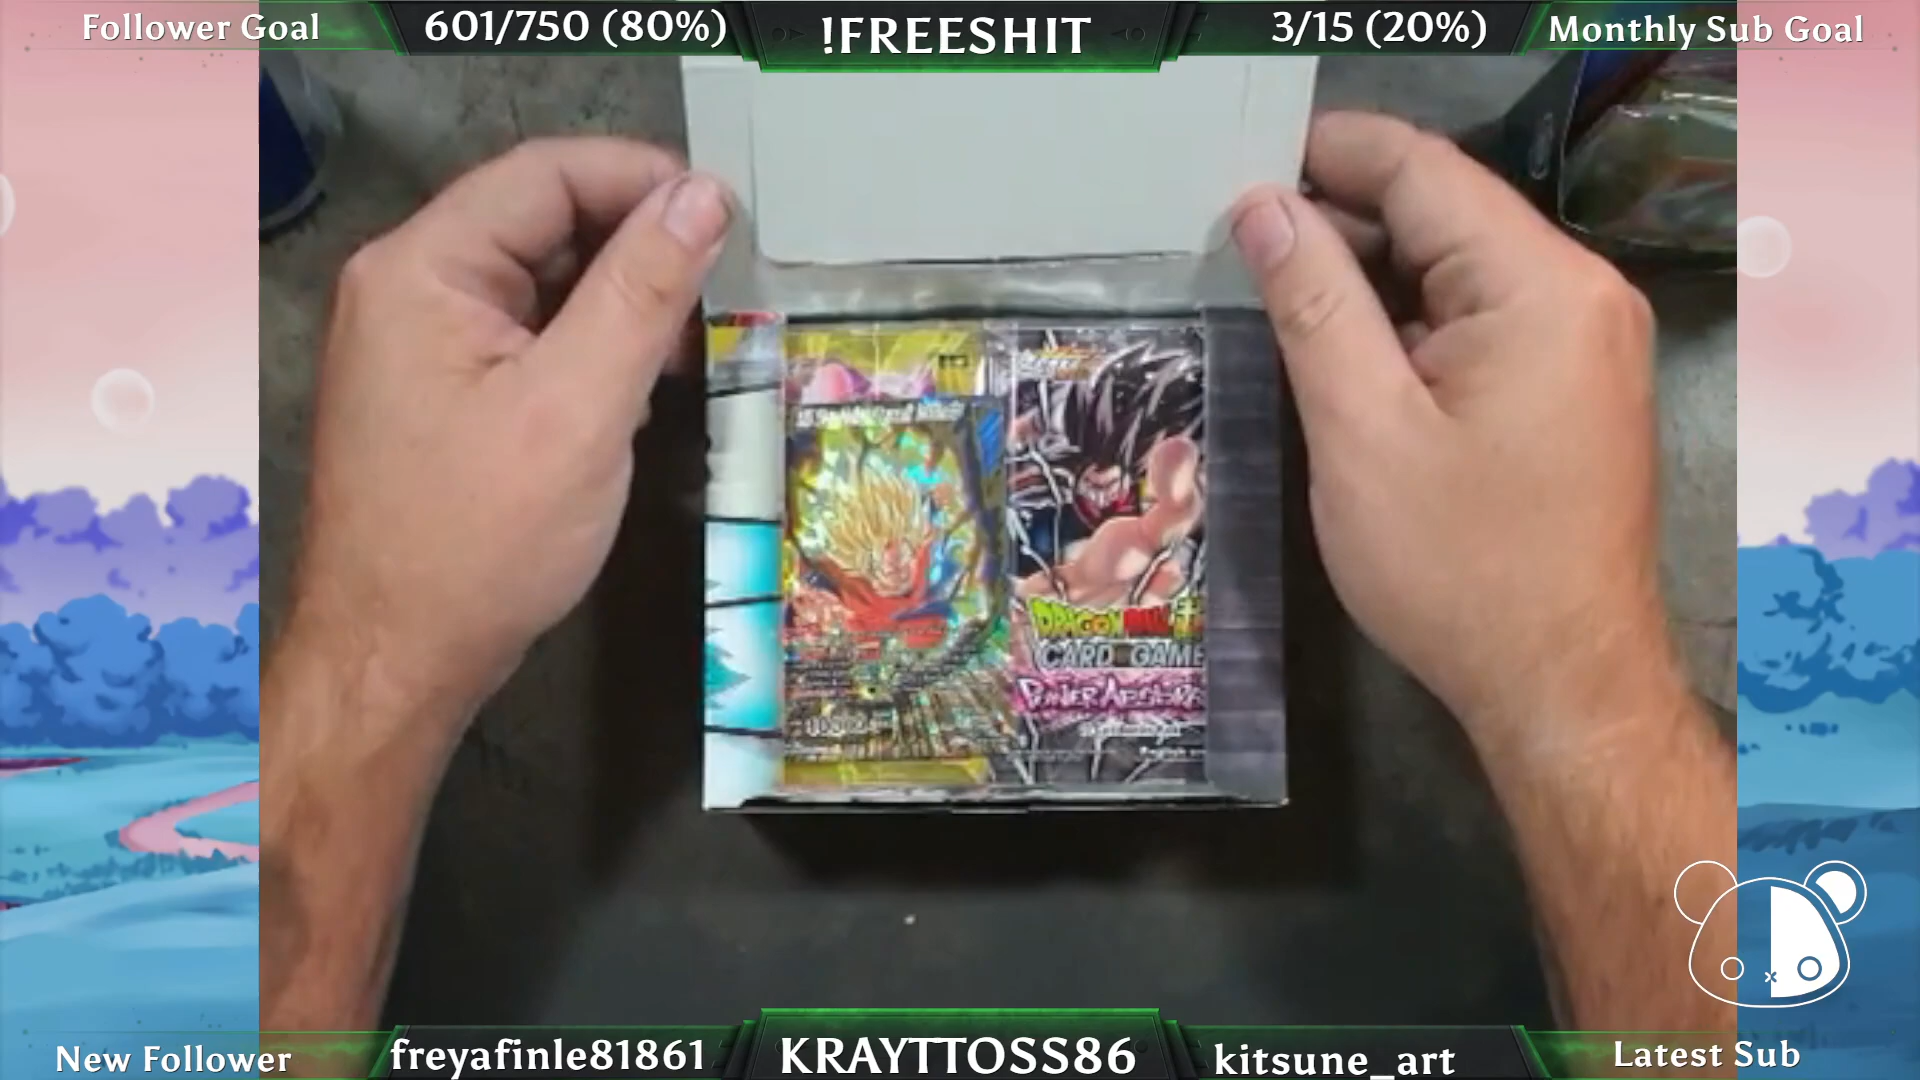 Follower Goal
601/750 (80%)
!FREESHIT
3/15 (20%)
Monthly Sub Goal
DRAGON BALL
CARD GAME
New Follower
freyafinle81861
KRAYTTOSS86
kitsune_art
Latest Sub